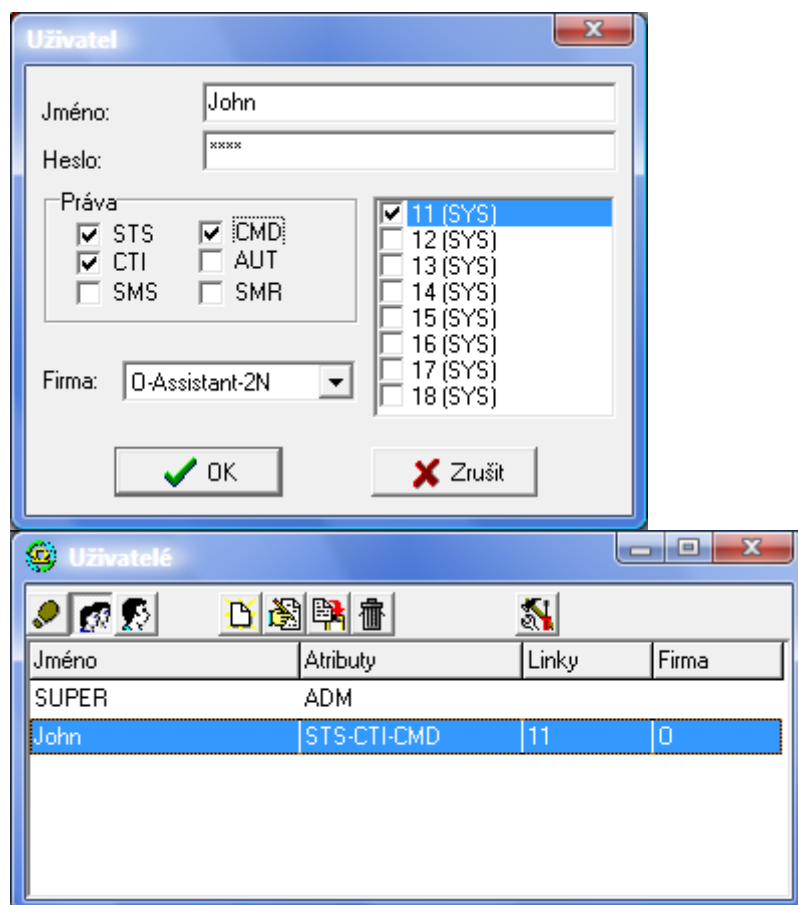 Uživatel
Jméno: John
Heslo: ****
Práva
STS CMD
CTI AUT
SMS SMR
11 (SYS)
12 (SYS)
13 (SYS)
14 (SYS)
15 (SYS)
16 (SYS)
17 (SYS)
18 (SYS)
Firma: O-Assistant-2N
OK Zrušit
Uživatelé
Jméno Atributy Linky Firma
SUPER ADM
John STS-CTI-CMD 11 O